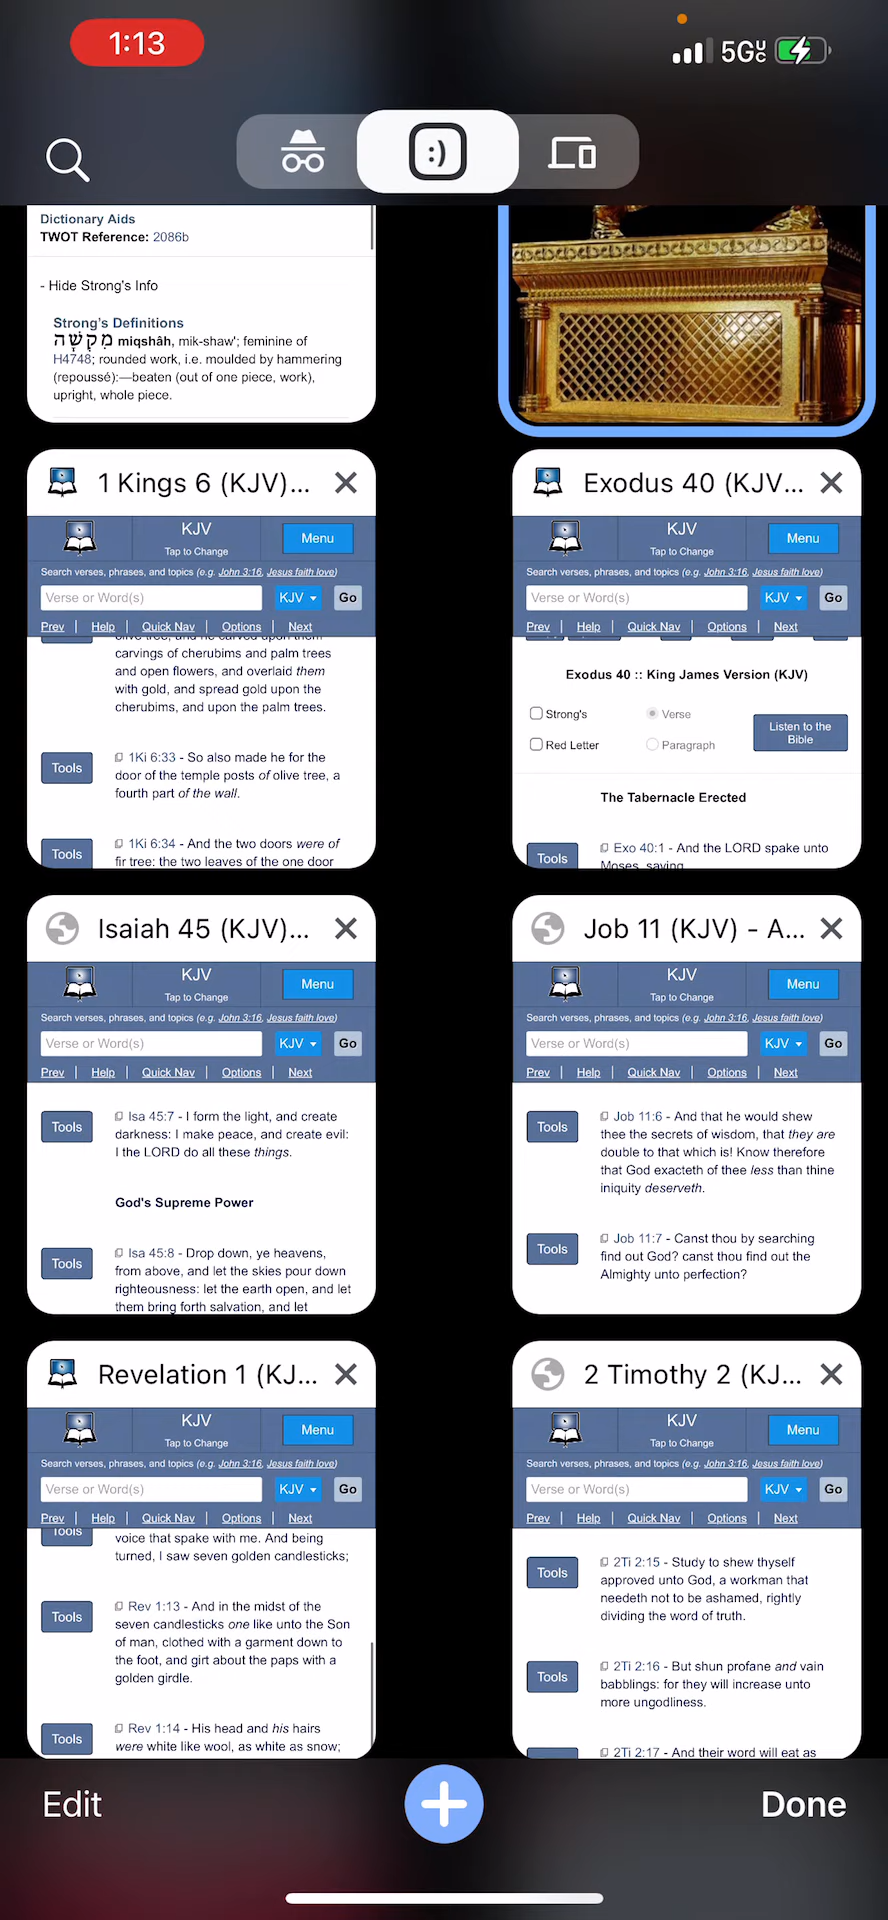 1:13
5G UC
:)
Dictionary Aids
TWOT Reference: 2086b
- Hide Strong's Info
Strong's Definitions
מִקְשָׁה miqshâh, mik-shaw'; feminine of
H4748; rounded work, i.e. moulded by hammering
(repoussé):—beaten (out of one piece, work),
upright, whole piece.
1 Kings 6 (KJV)...
KJV
Tap to Change
Menu
Search verses, phrases, and topics (e.g. John 3:16, Jesus faith love)
Verse or Word(s)
KJV
Go
Prev | Help | Quick Nav | Options | Next
olive tree, and he carved upon them
carvings of cherubims and palm trees
and open flowers, and overlaid them
with gold, and spread gold upon the
cherubims, and upon the palm trees.
Tools
1Ki 6:33 - So also made he for the
door of the temple posts of olive tree, a
fourth part of the wall.
Tools
1Ki 6:34 - And the two doors were of
fir tree: the two leaves of the one door
Exodus 40 (KJV...
KJV
Tap to Change
Menu
Search verses, phrases, and topics (e.g. John 3:16, Jesus faith love)
Verse or Word(s)
KJV
Go
Prev | Help | Quick Nav | Options | Next
Exodus 40 :: King James Version (KJV)
Strong's
Verse
Red Letter
Paragraph
Listen to the
Bible
The Tabernacle Erected
Tools
Exo 40:1 - And the LORD spake unto
Moses, saying
Isaiah 45 (KJV)...
KJV
Tap to Change
Menu
Search verses, phrases, and topics (e.g. John 3:16, Jesus faith love)
Verse or Word(s)
KJV
Go
Prev | Help | Quick Nav | Options | Next
Tools
Isa 45:7 - I form the light, and create
darkness: I make peace, and create evil:
I the LORD do all these things.
God's Supreme Power
Tools
Isa 45:8 - Drop down, ye heavens,
from above, and let the skies pour down
righteousness: let the earth open, and let
them bring forth salvation, and let
Job 11 (KJV) - A...
KJV
Tap to Change
Menu
Search verses, phrases, and topics (e.g. John 3:16, Jesus faith love)
Verse or Word(s)
KJV
Go
Prev | Help | Quick Nav | Options | Next
Tools
Job 11:6 - And that he would shew
thee the secrets of wisdom, that they are
double to that which is! Know therefore
that God exacteth of thee less than thine
iniquity deserveth.
Tools
Job 11:7 - Canst thou by searching
find out God? canst thou find out the
Almighty unto perfection?
Revelation 1 (KJ...
KJV
Tap to Change
Menu
Search verses, phrases, and topics (e.g. John 3:16, Jesus faith love)
Verse or Word(s)
KJV
Go
Prev | Help | Quick Nav | Options | Next
Tools
voice that spake with me. And being
turned, I saw seven golden candlesticks;
Tools
Rev 1:13 - And in the midst of the
seven candlesticks one like unto the Son
of man, clothed with a garment down to
the foot, and girt about the paps with a
golden girdle.
Tools
Rev 1:14 - His head and his hairs
were white like wool, as white as snow;
2 Timothy 2 (KJ...
KJV
Tap to Change
Menu
Search verses, phrases, and topics (e.g. John 3:16, Jesus faith love)
Verse or Word(s)
KJV
Go
Prev | Help | Quick Nav | Options | Next
Tools
2Ti 2:15 - Study to shew thyself
approved unto God, a workman that
needeth not to be ashamed, rightly
dividing the word of truth.
Tools
2Ti 2:16 - But shun profane and vain
babblings: for they will increase unto
more ungodliness.
2Ti 2:17 - And their word will eat as
Edit
Done